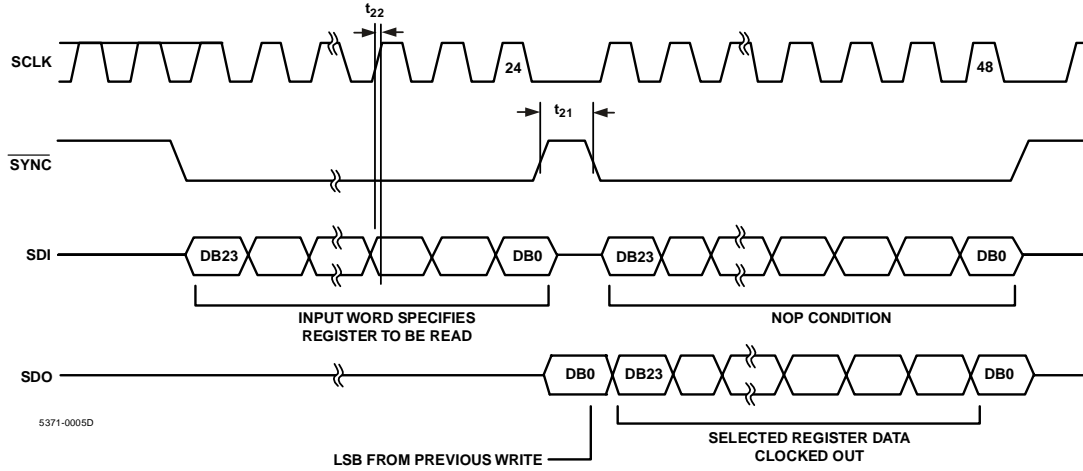 t22
SCLK
24
48
t21
SYNC
SDI
DB23
DB0
DB23
DB0
INPUT WORD SPECIFIES
REGISTER TO BE READ
NOP CONDITION
SDO
DB0
DB23
DB0
5371-0005D
SELECTED REGISTER DATA
CLOCKED OUT
LSB FROM PREVIOUS WRITE